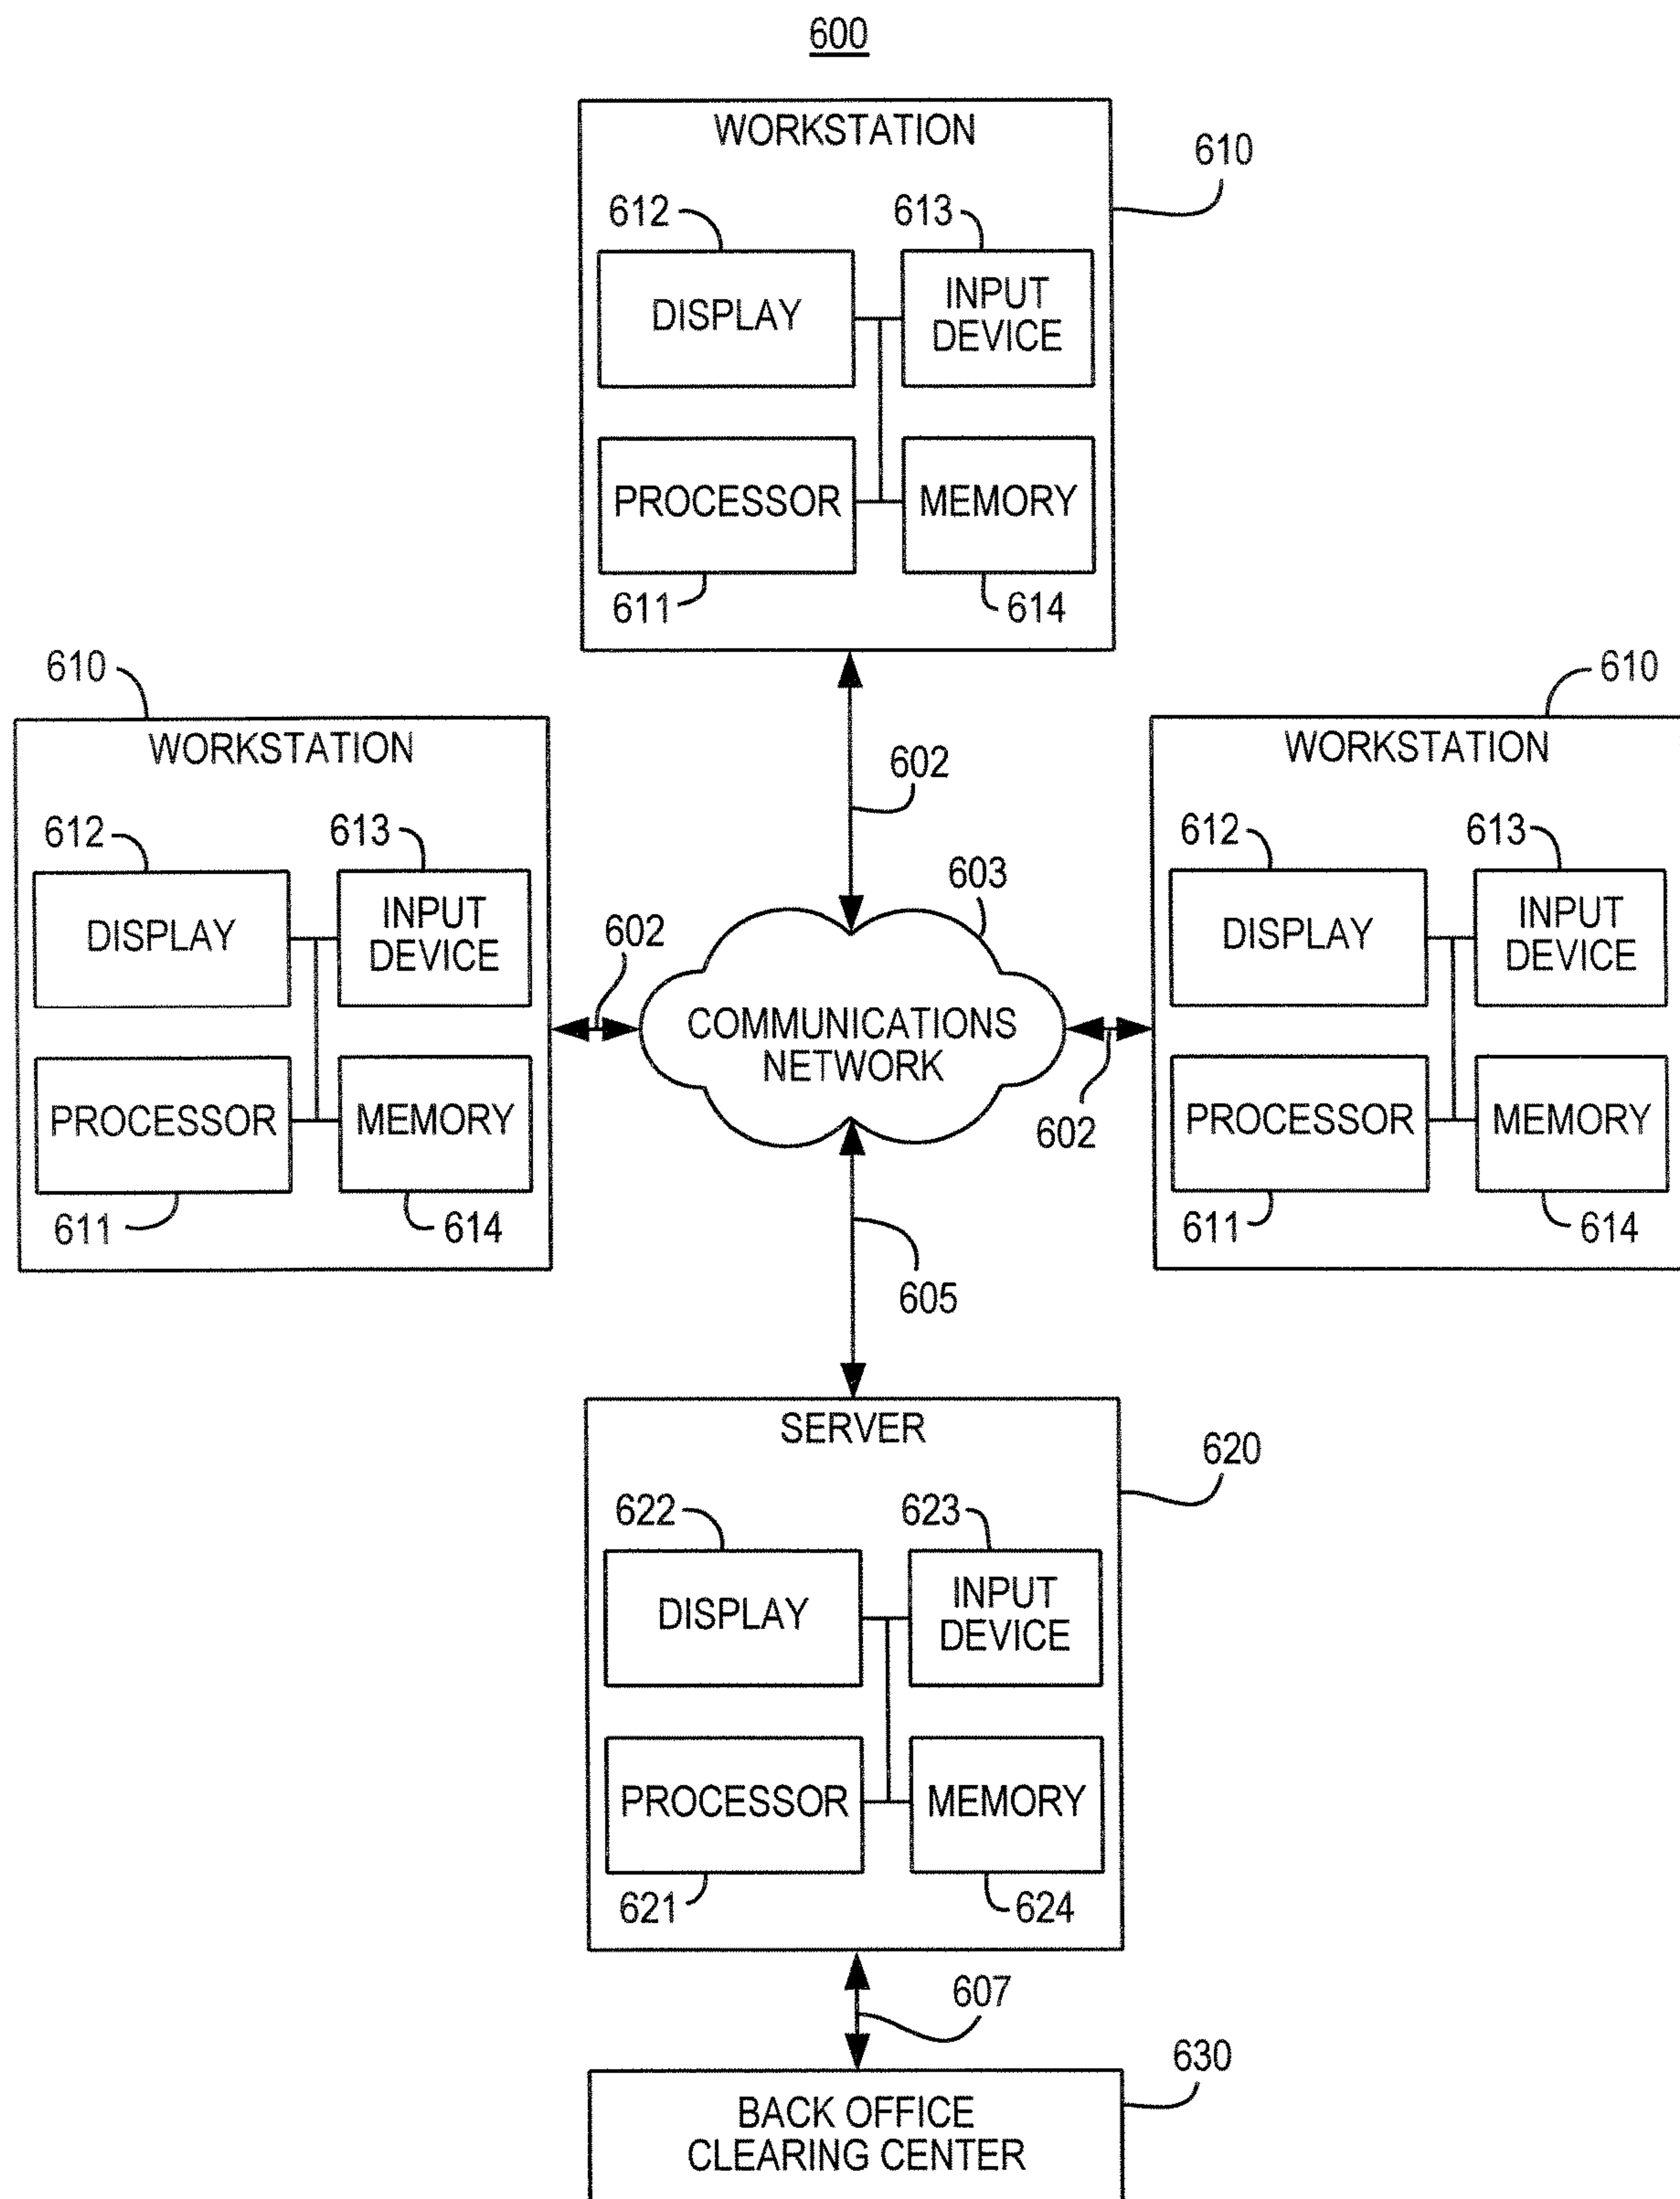 600
WORKSTATION
610
612
613
DISPLAY
INPUT
DEVICE
PROCESSOR
MEMORY
611
614
610
WORKSTATION
612
613
DISPLAY
INPUT
DEVICE
PROCESSOR
MEMORY
611
614
602
602
603
COMMUNICATIONS
NETWORK
602
605
610
WORKSTATION
612
613
DISPLAY
INPUT
DEVICE
PROCESSOR
MEMORY
611
614
SERVER
620
622
623
DISPLAY
INPUT
DEVICE
PROCESSOR
MEMORY
621
624
607
630
BACK OFFICE
CLEARING CENTER